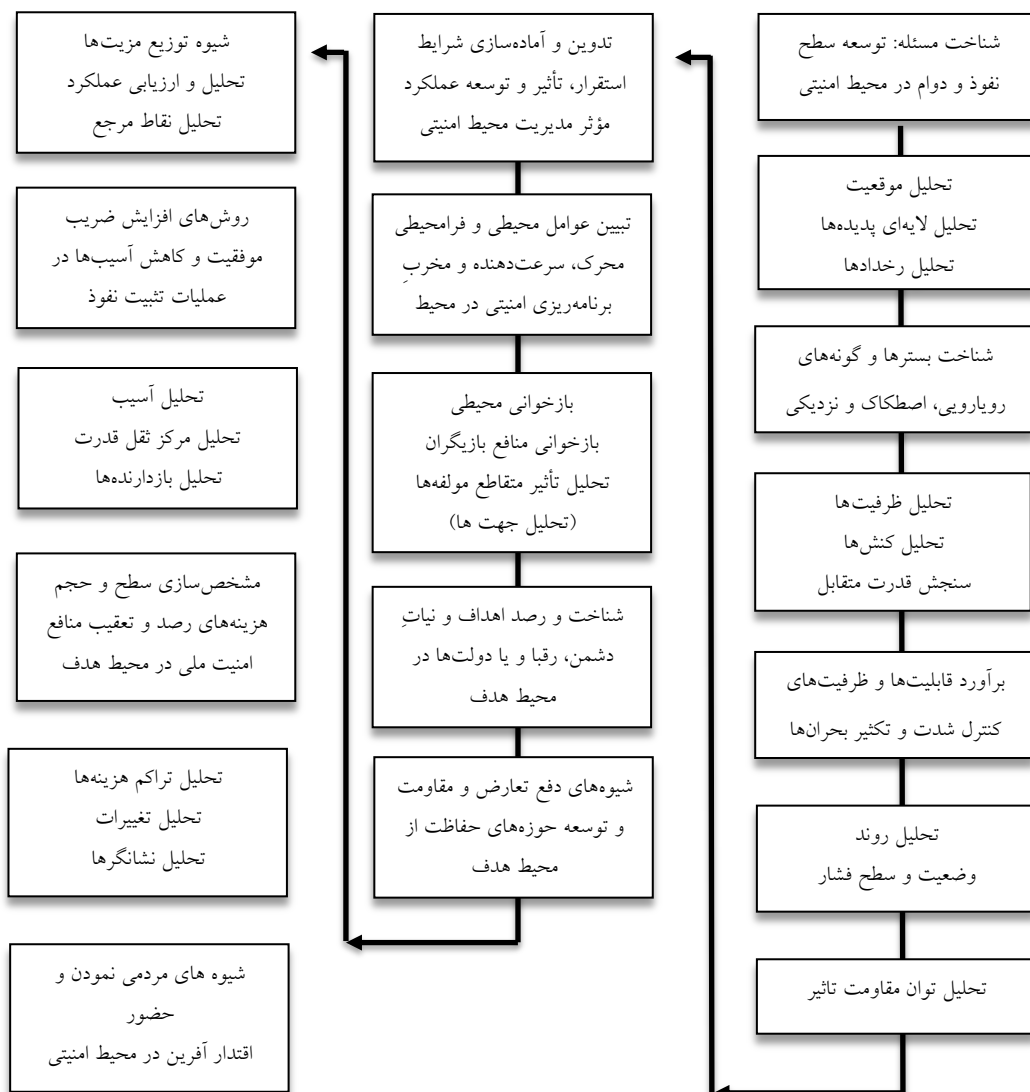 شناخت مسئله: توسعه سطح
نفوذ و دوام در محیط امنیتی
تحلیل موقعیت
تحلیل لایه‌ای پدیده‌ها
تحلیل رخدادها
شناخت بسترها و گونه‌های
رویارویی، اصطکاک و نزدیکی
تحلیل ظرفیت‌ها
تحلیل کنش‌ها
سنجش قدرت متقابل
برآورد قابلیت‌ها و ظرفیت‌های
کنترل شدت و تکثیر بحران‌ها
تحلیل روند
وضعیت و سطح فشار
تحلیل توان مقاومت تاثیر
تدوین و آماده‌سازی شرایط
استقرار، تأثیر و توسعه عملکرد
مؤثر مدیریت محیط امنیتی
تبیین عوامل محیطی و فرامحیطی
محرک، سرعت‌دهنده و مخربِ
برنامه‌ریزی امنیتی در محیط
بازخوانی محیطی
بازخوانی منافع بازیگران
تحلیل تأثیر متقاطع مولفه‌ها
(تحلیل جهت ها)
شناخت و رصد اهداف و نیاتِ
دشمن، رقبا و یا دولت‌ها در
محیط هدف
شیوه‌های دفع تعارض و مقاومت
و توسعه حوزه‌های حفاظت از
محیط هدف
شیوه توزیع مزیت‌ها
تحلیل و ارزیابی عملکرد
تحلیل نقاط مرجع
روش‌های افزایش ضریب
موفقیت و کاهش آسیب‌ها در
عملیات تثبیت نفوذ
تحلیل آسیب
تحلیل مرکز ثقل قدرت
تحلیل بازدارنده‌ها
مشخص‌سازی سطح و حجم
هزینه‌های رصد و تعقیب منافع
امنیت ملی در محیط هدف
تحلیل تراکم هزینه‌ها
تحلیل تغییرات
تحلیل نشانگرها
شیوه های مردمی نمودن و
حضور
اقتدار آفرین در محیط امنیتی